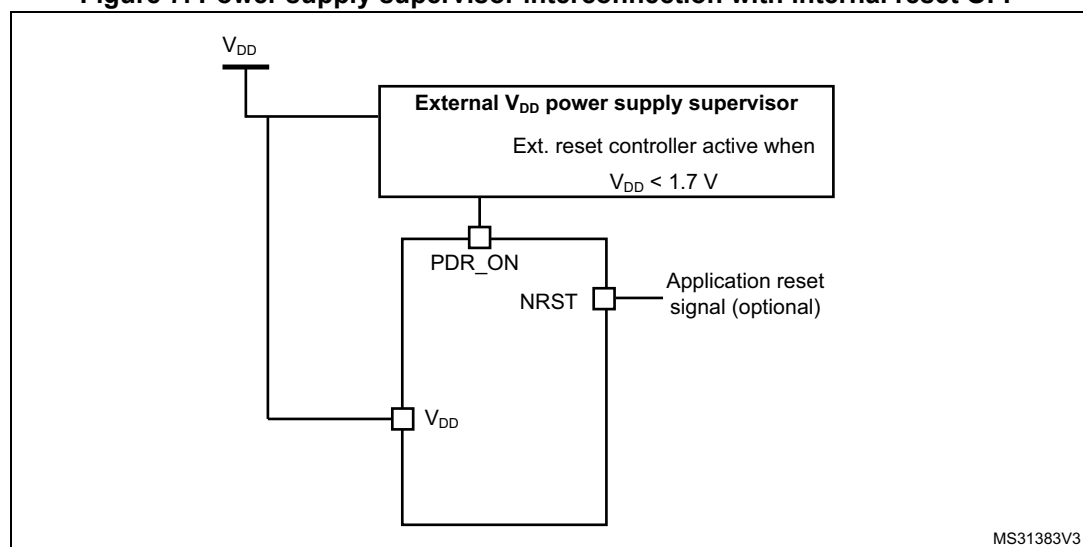 Figure 7. Power supply supervisor interconnection with internal reset OFF
VDD
External VDD power supply supervisor
Ext. reset controller active when
VDD < 1.7 V
PDR_ON
NRST
Application reset
signal (optional)
VDD
MS31383V3